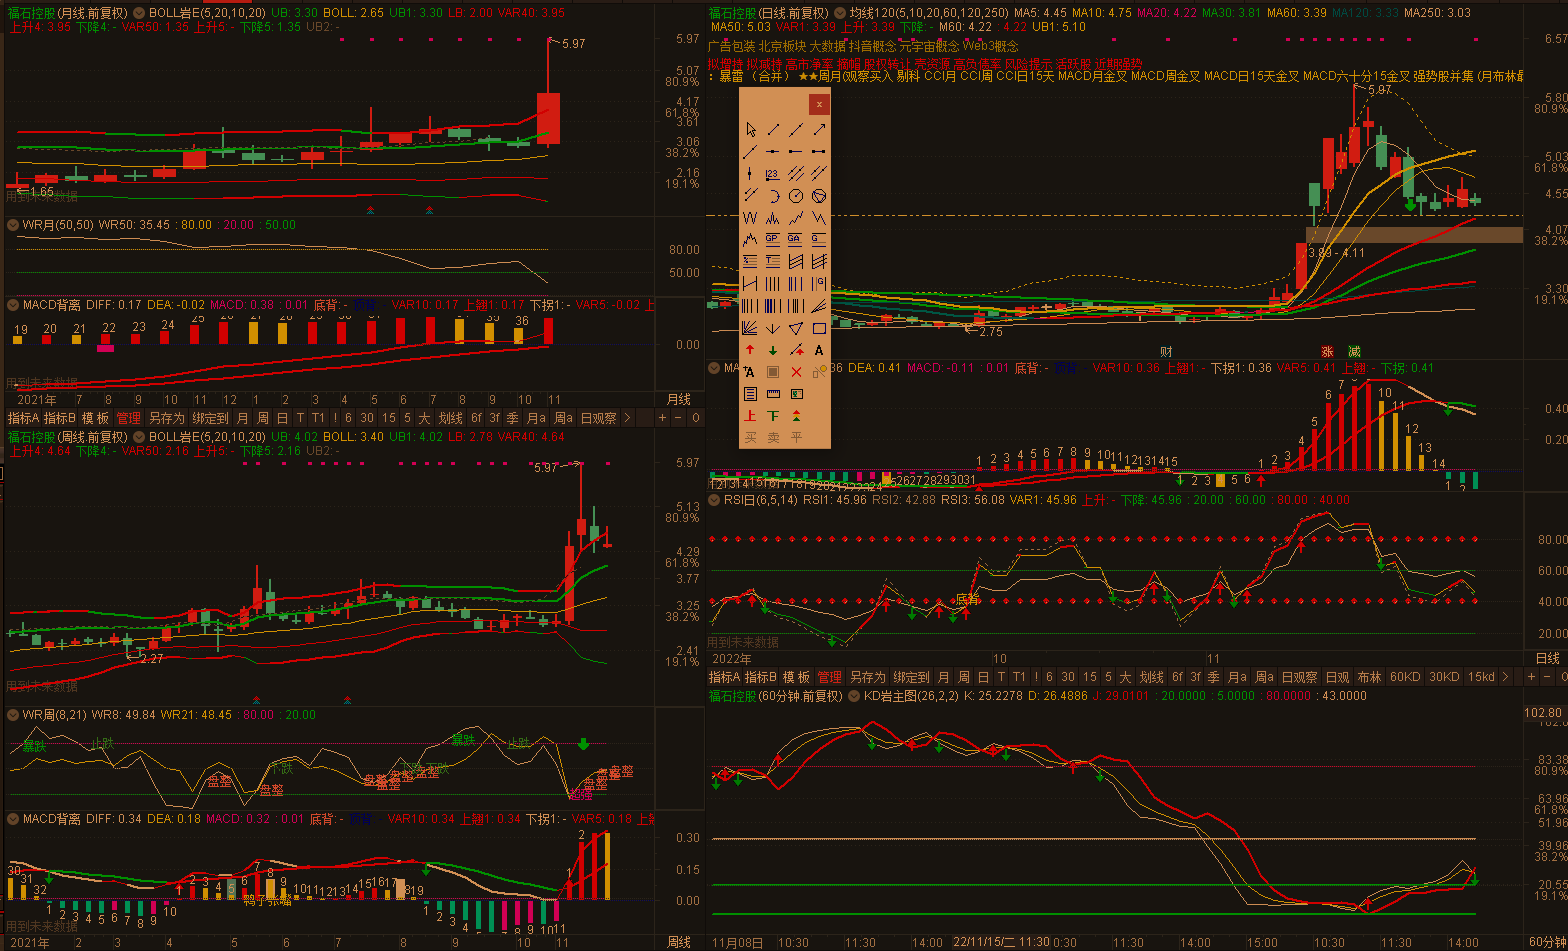 福石控股(月线.前复权) BOLL岩E(5,20,10,20) UB: 3.30 BOLL: 2.65 UB1: 3.30 LB: 2.00 VAR40: 3.95
上升4: 3.95 下降4: - VAR50: 1.35 上升5: - 下降5: 1.35 UB2: -
5.97
5.97
5.07
80.9%
4.17
61.8%
3.61
3.06
38.2%
2.16
19.1%
1.65
用到未来数据
WR月(50,50) WR50: 35.45 : 80.00 : 20.00 : 50.00
80.00
50.00
MACD背离 DIFF: 0.17 DEA: -0.02 MACD: 0.38 : 0.01 底背: - 顶背: - VAR10: 0.17 上翘1: 0.17 下拐1: - VAR5: -0.02 上
19 20 21 22 23 24 25 26 27 28 35 36
0.00
用到未来数据
2021年 7 8 9 10 11 12 1 2 3 4 5 6 7 8 9 10 11 月线
指标A 指标B 模 板 管理 另存为 绑定到 月 周 日 T T1 ! 6 30 15 5 大 划线 6f 3f 季 月a 周a 日观察 > + − O
福石控股(周线.前复权) BOLL岩E(5,20,10,20) UB: 4.02 BOLL: 3.40 UB1: 4.02 LB: 2.78 VAR40: 4.64
上升4: 4.64 下降4: - VAR50: 2.16 上升5: - 下降5: 2.16 UB2: -
5.97
5.97
5.13
80.9%
4.29
61.8%
3.77
3.25
38.2%
2.41
19.1%
2.27
用到未来数据
WR周(8,21) WR8: 49.84 WR21: 48.45 : 80.00 : 20.00
暴跌 止跌 盘整 盘整 下跌 盘整 盘整 盘整 盘整 暴跌 止跌 超强 盘整 盘整 盘整
MACD背离 DIFF: 0.34 DEA: 0.18 MACD: 0.32 : 0.01 底背: - 顶背: - VAR10: 0.34 上翘1: 0.34 下拐1: - VAR5: 0.18 上翘
0.30
0.15
0.00
30 31 32 1 2 3 4 5 6 7 8 9 10 1 2 3 4 5 6 7 8 9 10 11 12 13 14 15 16 17 18 19 1 2 3 4 5 6 7 8 9 10 11 1 2
鸭子张嘴
用到未来数据
2021年 2 3 4 5 6 7 8 9 10 11 周线
福石控股(日线.前复权) 均线120(5,10,20,60,120,250) MA5: 4.45 MA10: 4.75 MA20: 4.22 MA30: 3.81 MA60: 3.39 MA120: 3.33 MA250: 3.03
MA50: 5.03 VAR1: 3.39 上升: 3.39 下降: - M60: 4.22 : 4.22 UB1: 5.10
广告包装 北京板块 大数据 抖音概念 元宇宙概念 Web3概念
拟增持 拟减持 高市净率 摘帽 股权转让 壳资源 高负债率 风险提示 活跃股 近期强势
: 暴雷 （合并） ★★周月(观察买入 剔科 CCI月 CCI周 CCI日15天 MACD月金叉 MACD周金叉 MACD日15天金叉 MACD六十分15金叉 强势股并集 (月布林最
6.57
5.97
5.80
80.9%
5.03
61.8%
4.55
4.07
38.2%
3.30
19.1%
3.89 - 4.11
2.75
财 涨 减
x
123
GP GA G
G
T
A
A
上 下
买 卖 平
MA 36 DEA: 0.41 MACD: -0.11 : 0.01 底背: - 顶背: - VAR10: 0.36 上翘1: - 下拐1: 0.36 VAR5: 0.41 上翘: - 下拐: 0.41
0.40
0.20
1 2 3 4 5 6 7 8 9 10 11 12 13 14 15 1 2 3 5 6 1 2 3 4 5 6 7 8 9 10 11 12 13 14 1 2
RSI日(6,5,14) RSI1: 45.96 RSI2: 42.88 RSI3: 56.08 VAR1: 45.96 上升: - 下降: 45.96 : 20.00 : 60.00 : 80.00 : 40.00
80.00
60.00
40.00
20.00
底背
用到未来数据
2022年 10 11 日线
指标A 指标B 模 板 管理 另存为 绑定到 月 周 日 T T1 ! 6 30 15 5 大 划线 6f 3f 季 月a 周a 日观察 日观 布林 60KD 30KD 15kd > + − O
福石控股(60分钟.前复权) KD岩主图(26,2,2) K: 25.2278 D: 26.4886 J: 29.0101 : 20.0000 : 5.0000 : 80.0000 : 43.0000
102.80
83.38
80.9%
63.96
61.8%
51.96
39.96
38.2%
20.55
19.1%
11月08日 10:30 11:30 14:00 22/11/15/二 11:30 0:30 11:30 14:00 15:00 10:30 11:30 14:00 60分钟